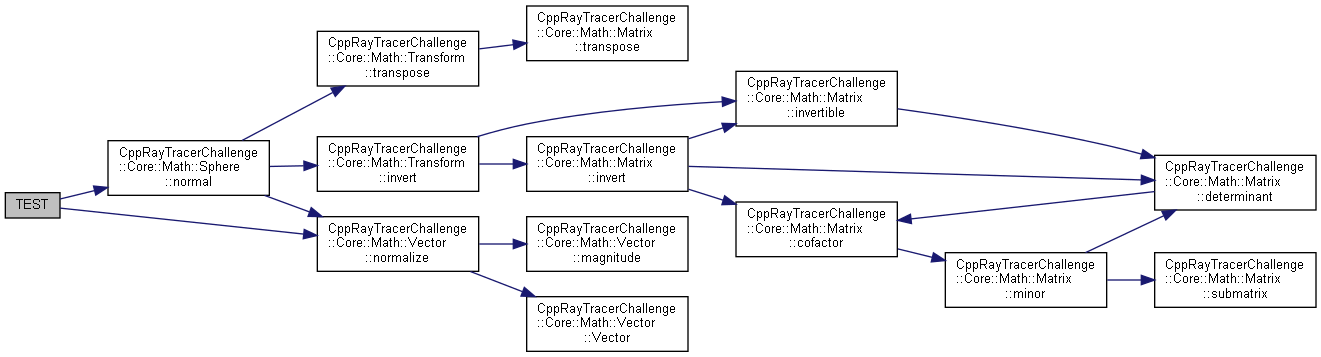 TEST
CppRayTracerChallenge
::Core::Math::Sphere
::normal
CppRayTracerChallenge
::Core::Math::Transform
::transpose
CppRayTracerChallenge
::Core::Math::Transform
::invert
CppRayTracerChallenge
::Core::Math::Vector
::normalize
CppRayTracerChallenge
::Core::Math::Matrix
::transpose
CppRayTracerChallenge
::Core::Math::Matrix
::invert
CppRayTracerChallenge
::Core::Math::Vector
::magnitude
CppRayTracerChallenge
::Core::Math::Vector
::Vector
CppRayTracerChallenge
::Core::Math::Matrix
::invertible
CppRayTracerChallenge
::Core::Math::Matrix
::cofactor
CppRayTracerChallenge
::Core::Math::Matrix
::minor
CppRayTracerChallenge
::Core::Math::Matrix
::determinant
CppRayTracerChallenge
::Core::Math::Matrix
::submatrix